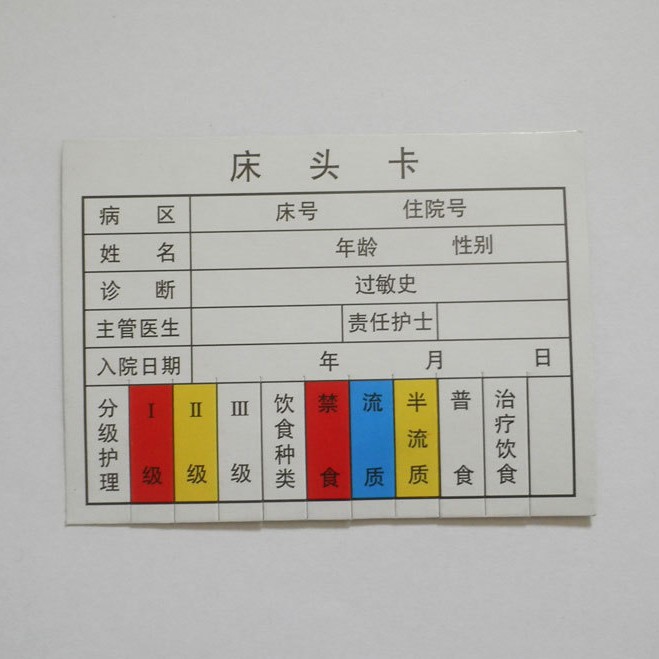 床头卡
病区 床号 住院号
姓名 年龄 性别
诊断 过敏史
主管医生 责任护士
入院日期 年 月 日
分级护理
Ⅰ级
Ⅱ级
Ⅲ级
饮食种类
禁食
流质
半流质
普食
治疗饮食